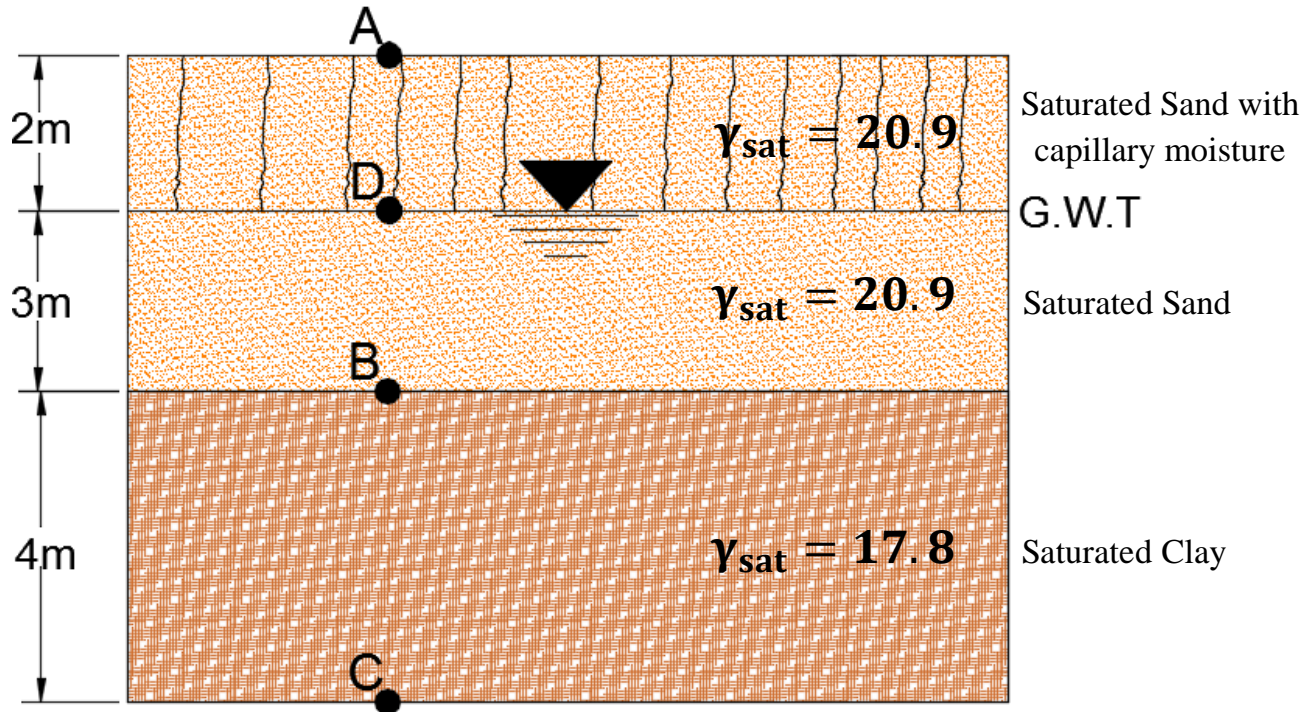 A
2m
γsat = 20.9
Saturated Sand with
capillary moisture
D
G.W.T
3m
γsat = 20.9
Saturated Sand
B
4m
γsat = 17.8
Saturated Clay
C